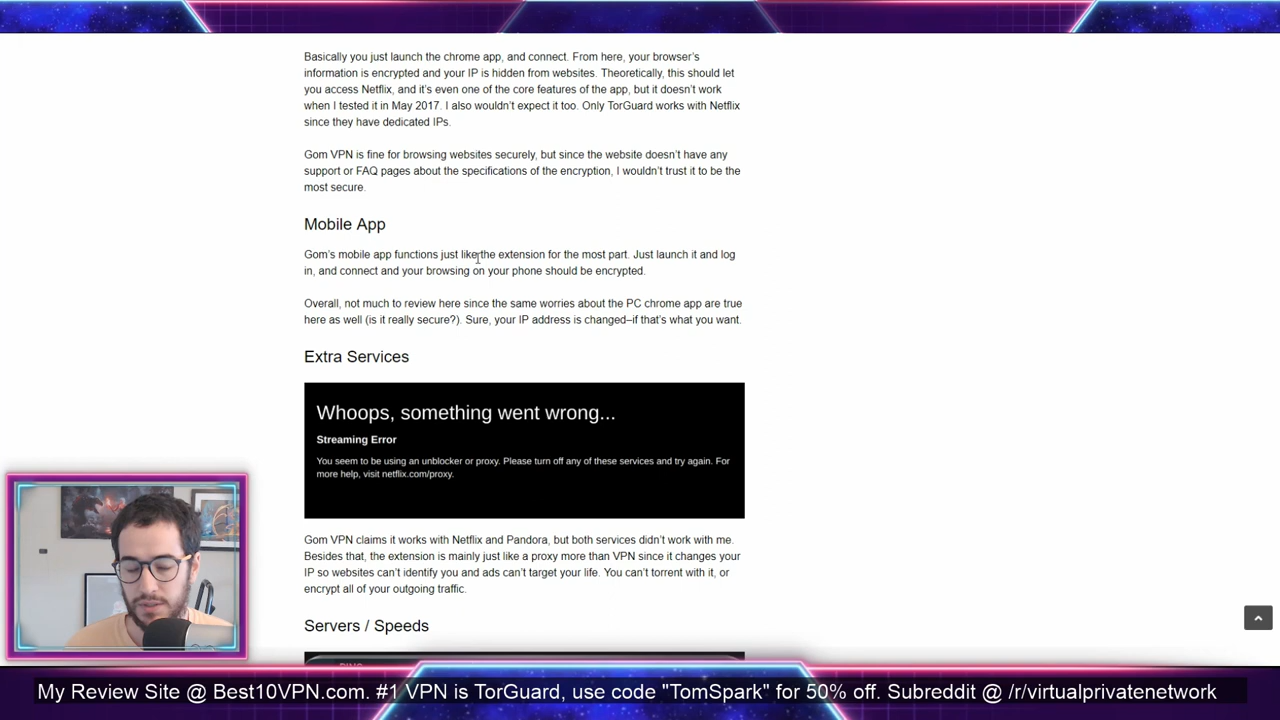 Basically you just launch the chrome app, and connect. From here, your browser's
information is encrypted and your IP is hidden from websites. Theoretically, this should let
you access Netflix, and it's even one of the core features of the app, but it doesn't work
when I tested it in May 2017. I also wouldn't expect it too. Only TorGuard works with Netflix
since they have dedicated IPs.
Gom VPN is fine for browsing websites securely, but since the website doesn't have any
support or FAQ pages about the specifications of the encryption, I wouldn't trust it to be the
most secure.
Mobile App
Gom's mobile app functions just like the extension for the most part. Just launch it and log
in, and connect and your browsing on your phone should be encrypted.
Overall, not much to review here since the same worries about the PC chrome app are true
here as well (is it really secure?). Sure, your IP address is changed–if that's what you want.
Extra Services
Whoops, something went wrong...
Streaming Error
You seem to be using an unblocker or proxy. Please turn off any of these services and try again. For
more help, visit netflix.com/proxy.
Gom VPN claims it works with Netflix and Pandora, but both services didn't work with me.
Besides that, the extension is mainly just like a proxy more than VPN since it changes your
IP so websites can't identify you and ads can't target your life. You can't torrent with it, or
encrypt all of your outgoing traffic.
Servers / Speeds
My Review Site @ Best10VPN.com. #1 VPN is TorGuard, use code "TomSpark" for 50% off. Subreddit @ /r/virtualprivatenetwork